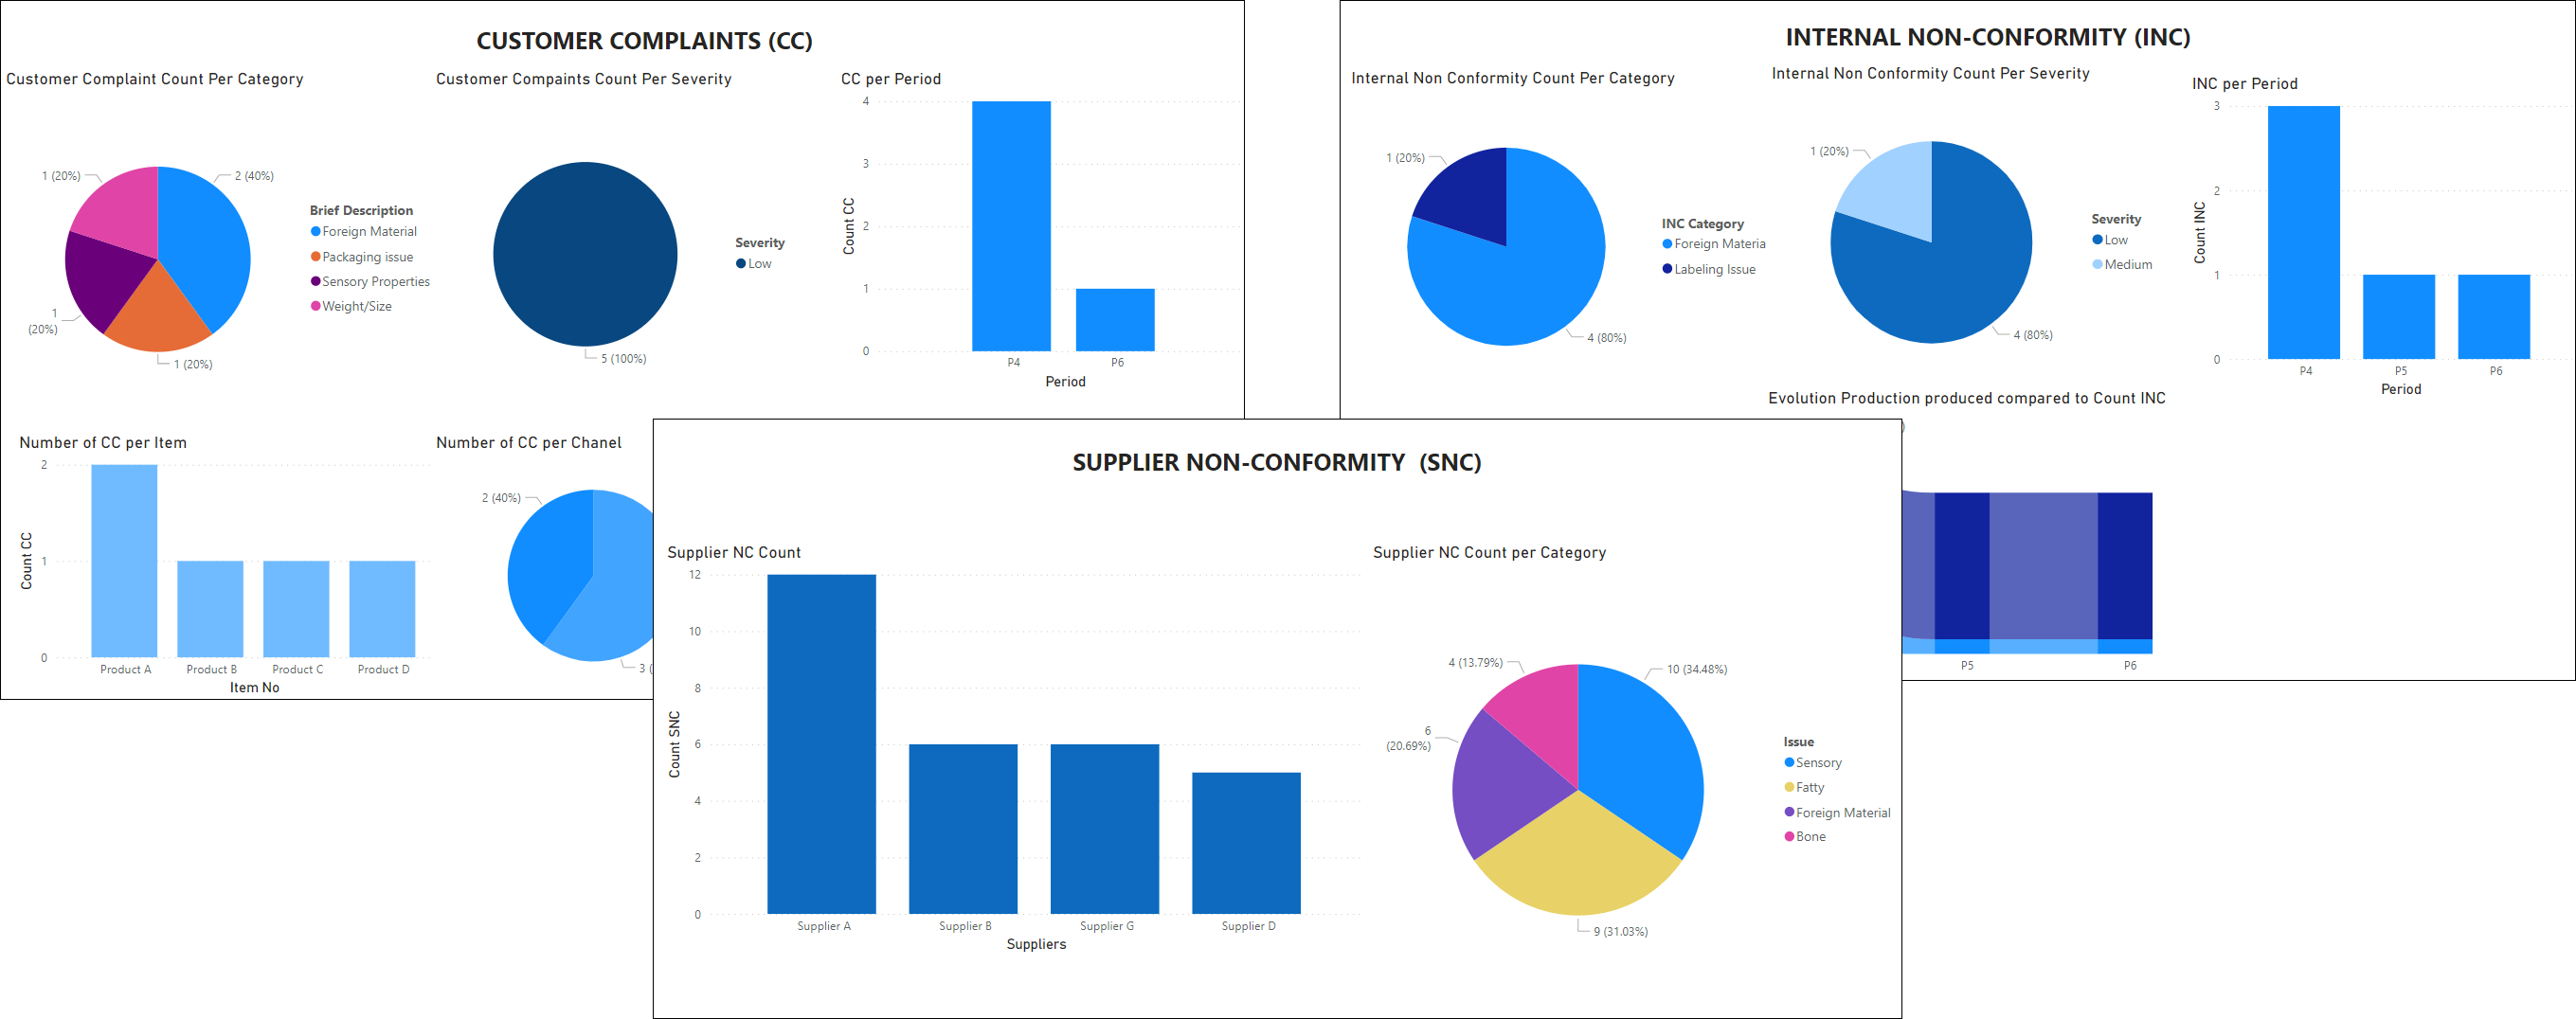 CUSTOMER COMPLAINTS (CC)
Customer Complaint Count Per Category
1 (20%)
2 (40%)
1
(20%)
1 (20%)
Brief Description
Foreign Material
Packaging issue
Sensory Properties
Weight/Size
Customer Compaints Count Per Severity
5 (100%)
Severity
Low
CC per Period
4
3
2
1
0
Count CC
P4
P6
Period
Number of CC per Item
2
1
0
Count CC
Product A
Product B
Product C
Product D
Item No
Number of CC per Chanel
2 (40%)
3 (
INTERNAL NON-CONFORMITY (INC)
Internal Non Conformity Count Per Category
1 (20%)
4 (80%)
INC Category
Foreign Materia
Labeling Issue
Internal Non Conformity Count Per Severity
1 (20%)
4 (80%)
Severity
Low
Medium
INC per Period
3
2
1
0
Count INC
P4
P5
P6
Period
Evolution Production produced compared to Count INC
)
P5
P6
SUPPLIER NON-CONFORMITY (SNC)
Supplier NC Count
12
10
8
6
4
2
0
Count SNC
Supplier A
Supplier B
Supplier G
Supplier D
Suppliers
Supplier NC Count per Category
4 (13.79%)
10 (34.48%)
6
(20.69%)
9 (31.03%)
Issue
Sensory
Fatty
Foreign Material
Bone